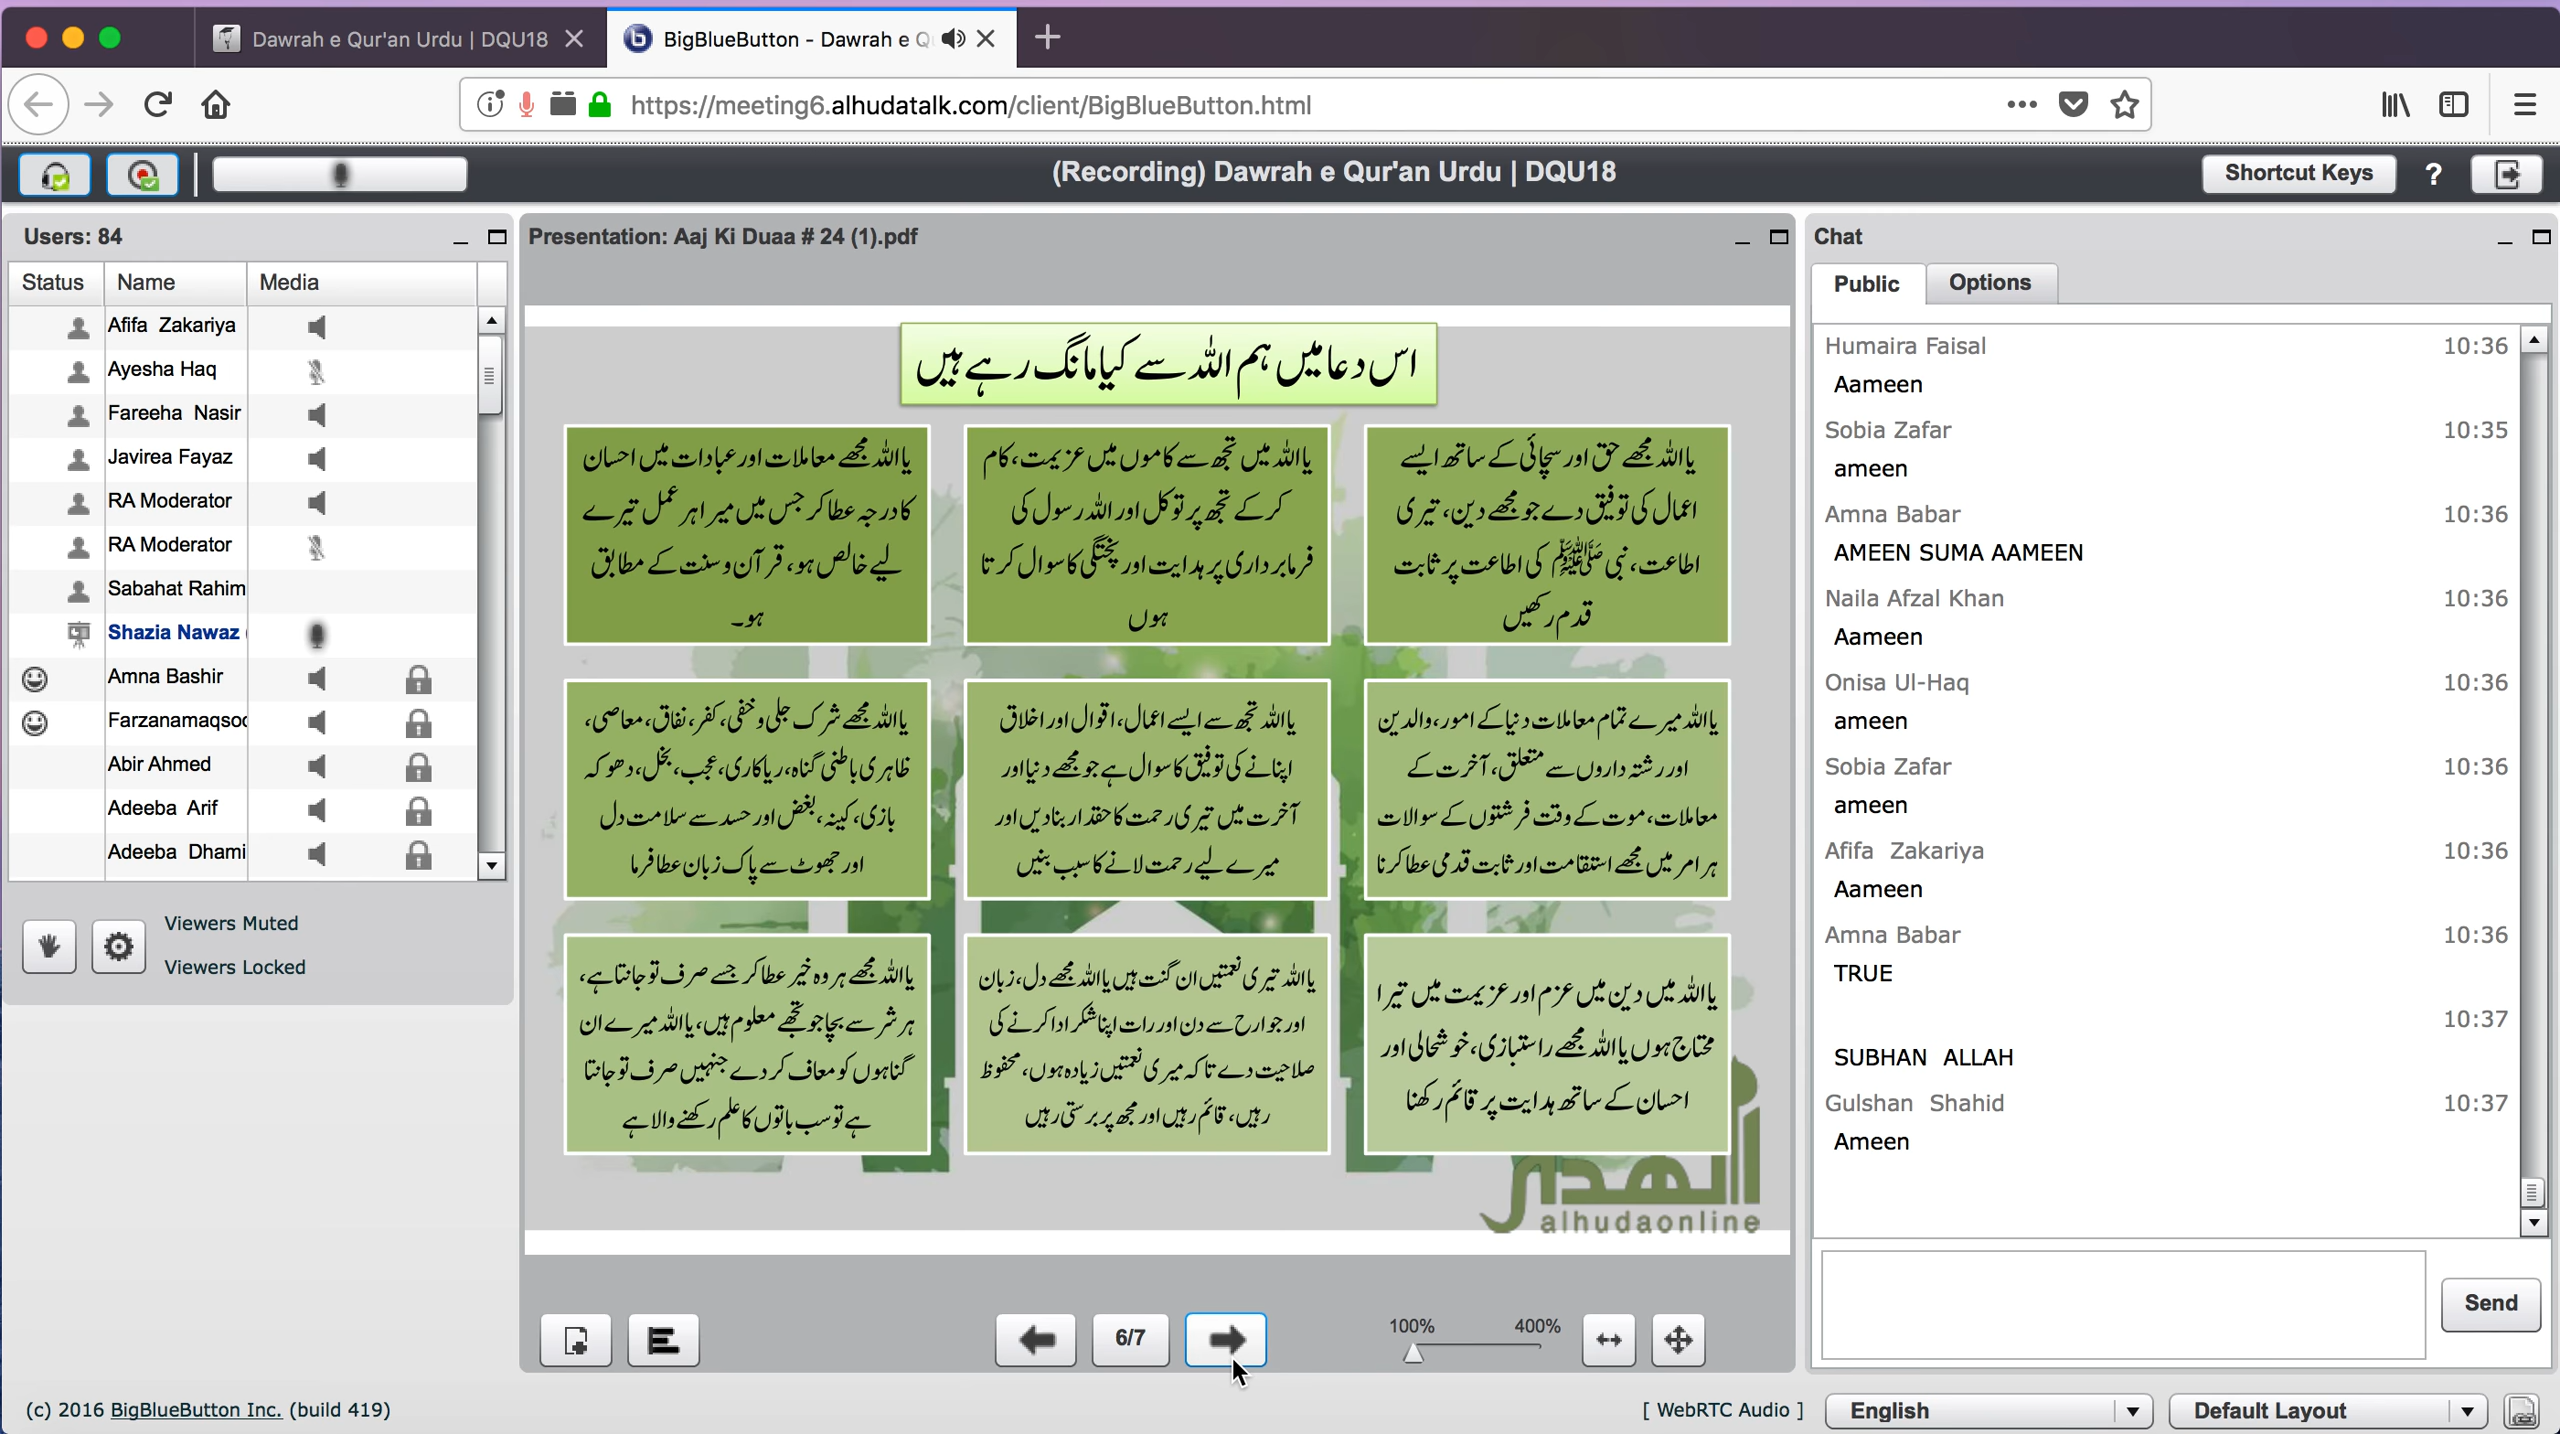 Dawrah e Qur'an Urdu | DQU18
BigBlueButton - Dawrah e Q
https://meeting6.alhudatalk.com/client/BigBlueButton.html
(Recording) Dawrah e Qur'an Urdu | DQU18
Shortcut Keys
?
Users: 84
Status Name Media
Afifa Zakariya
Ayesha Haq
Fareeha Nasir
Javirea Fayaz
RA Moderator
RA Moderator
Sabahat Rahim
Shazia Nawaz
Amna Bashir
Farzanamaqsoo
Abir Ahmed
Adeeba Arif
Adeeba Dhami
Viewers Muted
Viewers Locked
Presentation: Aaj Ki Duaa # 24 (1).pdf
اس دعا میں ہم اللہ سے کیا مانگ رہے ہیں
یا اللہ مجھے حق اور سچائی کے ساتھ ایسے
اعمال کی توفیق دے جو مجھے دین، تیری
اطاعت، نبی ﷺ کی اطاعت پر ثابت
قدم رکھیں
یا اللہ میں تجھ سے کاموں میں عزیمت، کام
کر کے تجھ پر توکل اور اللہ رسول کی
فرمابرداری پر ہدایت اور پختگی کا سوال کرتا
ہوں
یا اللہ مجھے معاملات اور عبادات میں احسان
کا درجہ عطا کر جس میں میرا ہر عمل تیرے
لیے خالص ہو، قرآن و سنت کے مطابق
ہو۔
یا اللہ میرے تمام معاملات دنیا کے امور، والدین
اور رشتہ داروں سے متعلق، آخرت کے
معاملات، موت کے وقت فرشتوں کے سوالات
ہر امر میں مجھے استقامت اور ثابت قدمی عطا کرنا
یا اللہ تجھ سے ایسے اعمال، اقوال اور اخلاق
اپنانے کی توفیق کا سوال ہے جو مجھے دنیا اور
آخرت میں تیری رحمت کا حقدار بنا دیں اور
میرے لیے رحمت لانے کا سبب بنیں
یا اللہ مجھے شرک جلی و خفی، کفر، نفاق، معاصی،
ظاہری باطنی گناہ، ریاکاری، عجب، بخل، دھوکہ
بازی، کینہ، بغض اور حسد سے سلامت دل
اور جھوٹ سے پاک زبان عطا فرما
یا اللہ میں دین میں عزم اور عزیمت میں تیرا
محتاج ہوں یا اللہ مجھے راستبازی، خوشحالی اور
احسان کے ساتھ ہدایت پر قائم رکھنا
یا اللہ تیری نعمتیں ان گنت ہیں یا اللہ مجھے دل، زبان
اور جوارح سے دن اور رات اپنا شکر ادا کرنے کی
صلاحیت دے تا کہ میری نعمتیں زیادہ ہوں، محفوظ
رہیں، قائم رہیں اور مجھ پر برستی رہیں
یا اللہ مجھے ہر وہ خیر عطا کر جسے صرف تو جانتا ہے،
ہر شر سے بچا جو تجھے معلوم ہیں، یا اللہ میرے ان
گناہوں کو معاف کر دے جنہیں صرف تو جانتا
ہے تو سب باتوں کا علم رکھنے والا ہے
الهدى
alhudaonline
6/7
100% 400%
Chat
Public Options
Humaira Faisal 10:36
Aameen
Sobia Zafar 10:35
ameen
Amna Babar 10:36
AMEEN SUMA AAMEEN
Naila Afzal Khan 10:36
Aameen
Onisa Ul-Haq 10:36
ameen
Sobia Zafar 10:36
ameen
Afifa Zakariya 10:36
Aameen
Amna Babar 10:36
TRUE
10:37
SUBHAN ALLAH
Gulshan Shahid 10:37
Ameen
Send
(c) 2016 BigBlueButton Inc. (build 419)
[ WebRTC Audio ]
English
Default Layout